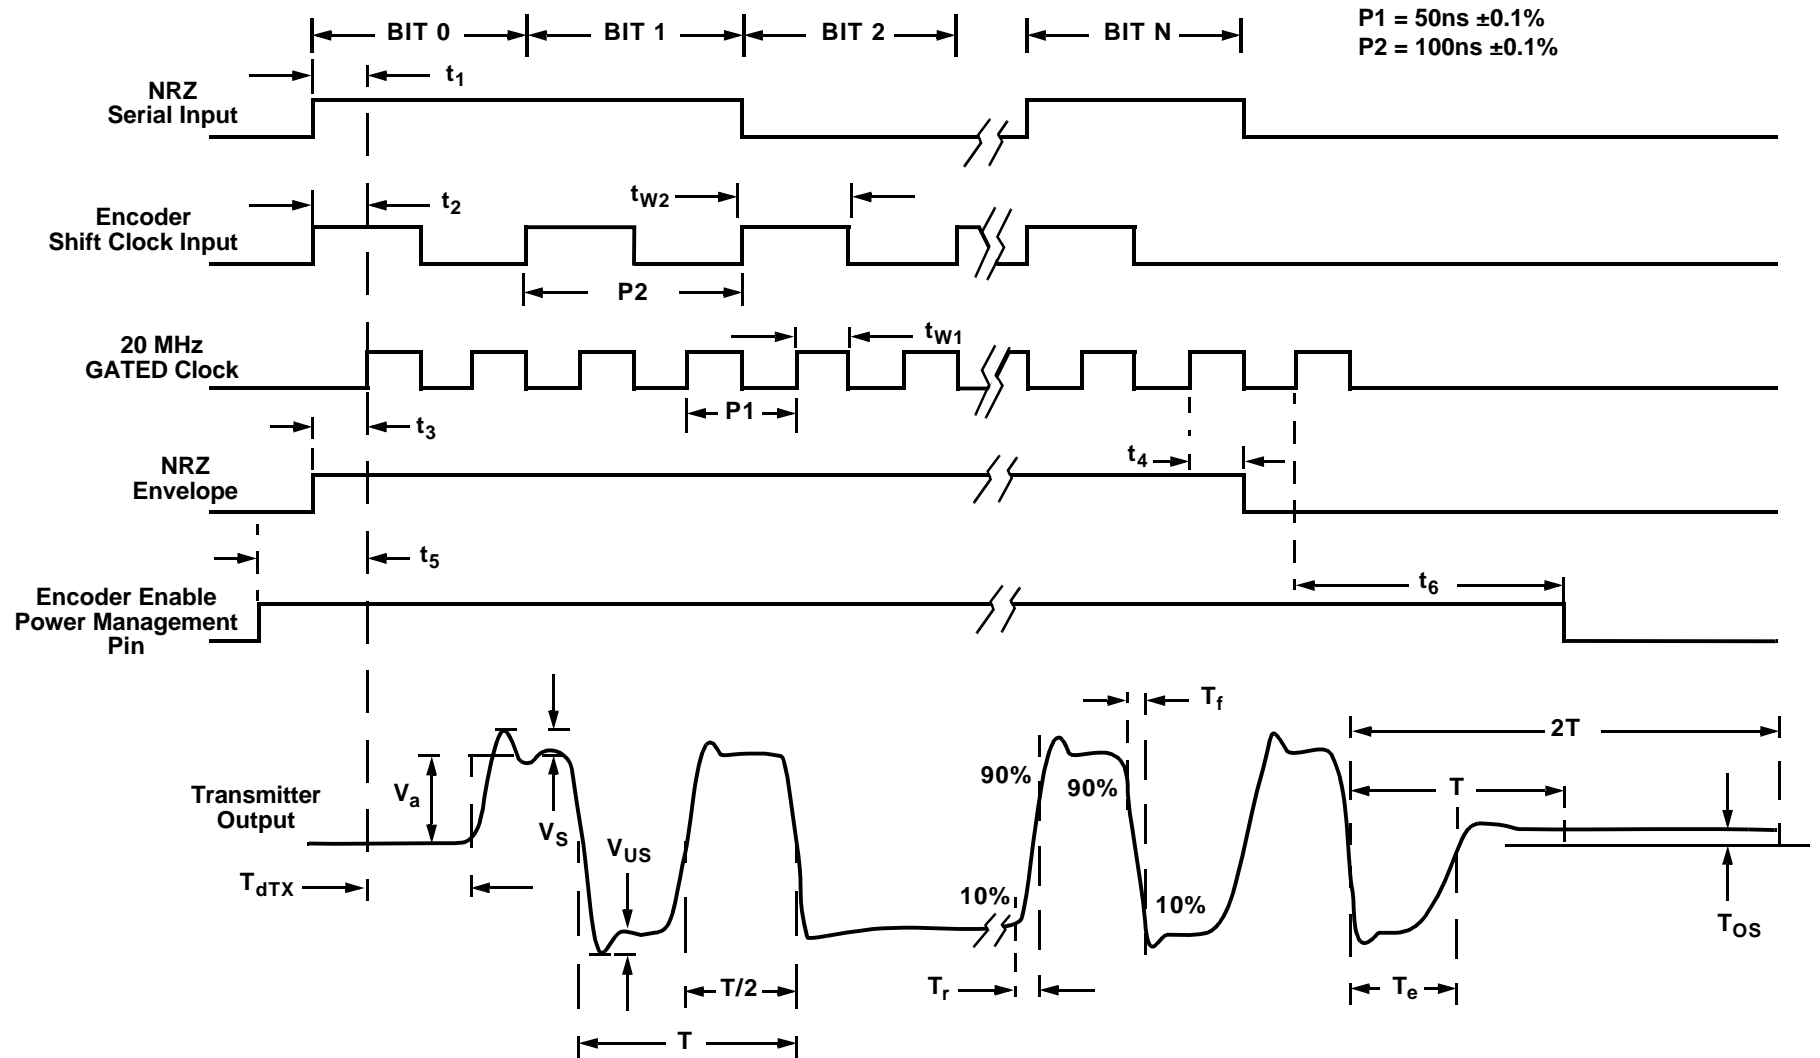 BIT 0
BIT 1
BIT 2
BIT N
P1 = 50ns ±0.1%
P2 = 100ns ±0.1%
t1
NRZ
Serial Input
t2
tW2
Encoder
Shift Clock Input
P2
20 MHz
GATED Clock
tW1
P1
t3
t4
NRZ
Envelope
t5
t6
Encoder Enable
Power Management
Pin
Tf
2T
90%
90%
T
Transmitter
Output
Va
VS
VUS
TdTX
10%
10%
TOS
T/2
Tr
Te
T